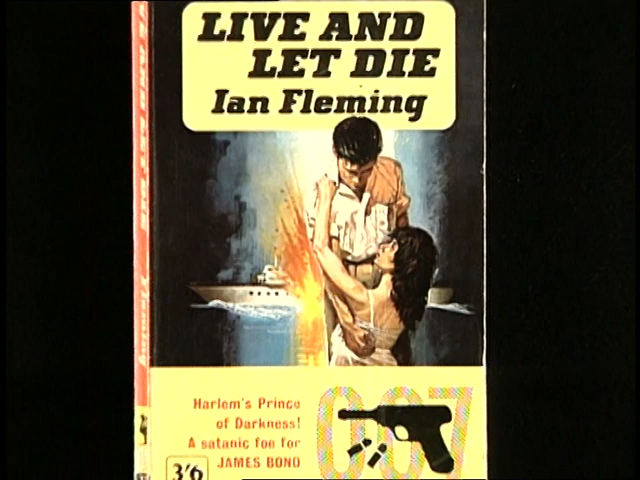 LIVE AND
LET DIE
Ian Fleming
Harlem's Prince
of Darkness!
A satanic foe for
JAMES BOND
3'6
007